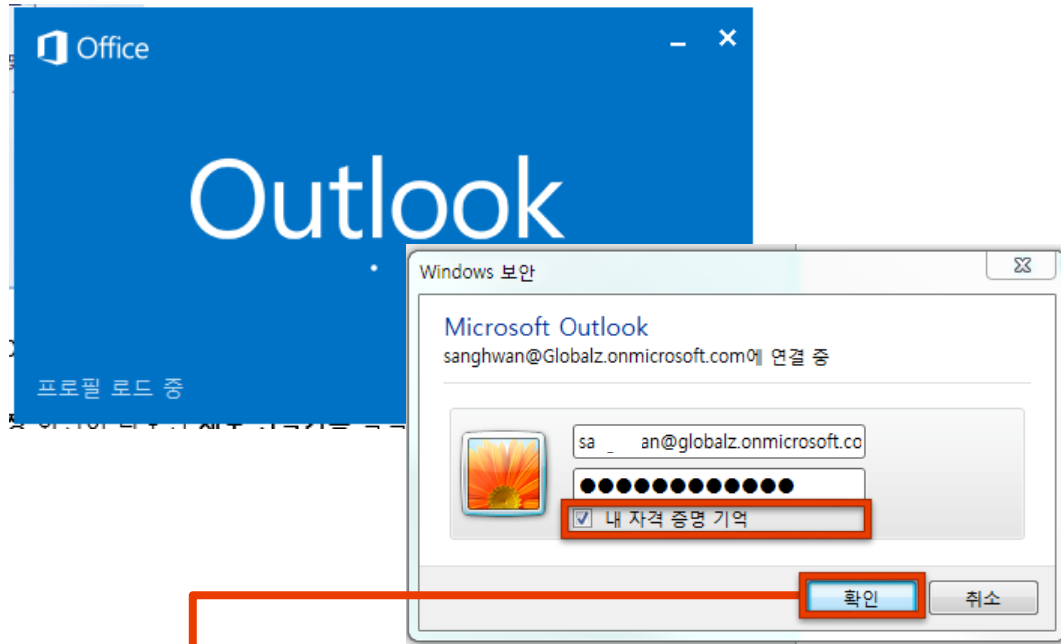 Office
Outlook
프로필 로드 중
Windows 보안
Microsoft Outlook
sanghwan@Globalz.onmicrosoft.com에 연결 중
sa _ an@globalz.onmicrosoft.co
●●●●●●●●●●●●
내 자격 증명 기억
확인
취소